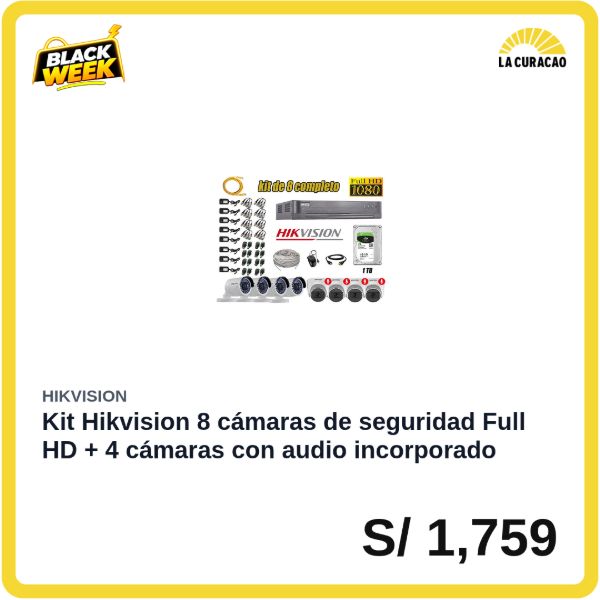 BLACK
WEEK
LA CURACAO
kit de 8 completo
Full HD
1080
HIKVISION
1 TB
HIKVISION
Kit Hikvision 8 cámaras de seguridad Full
HD + 4 cámaras con audio incorporado
S/ 1,759